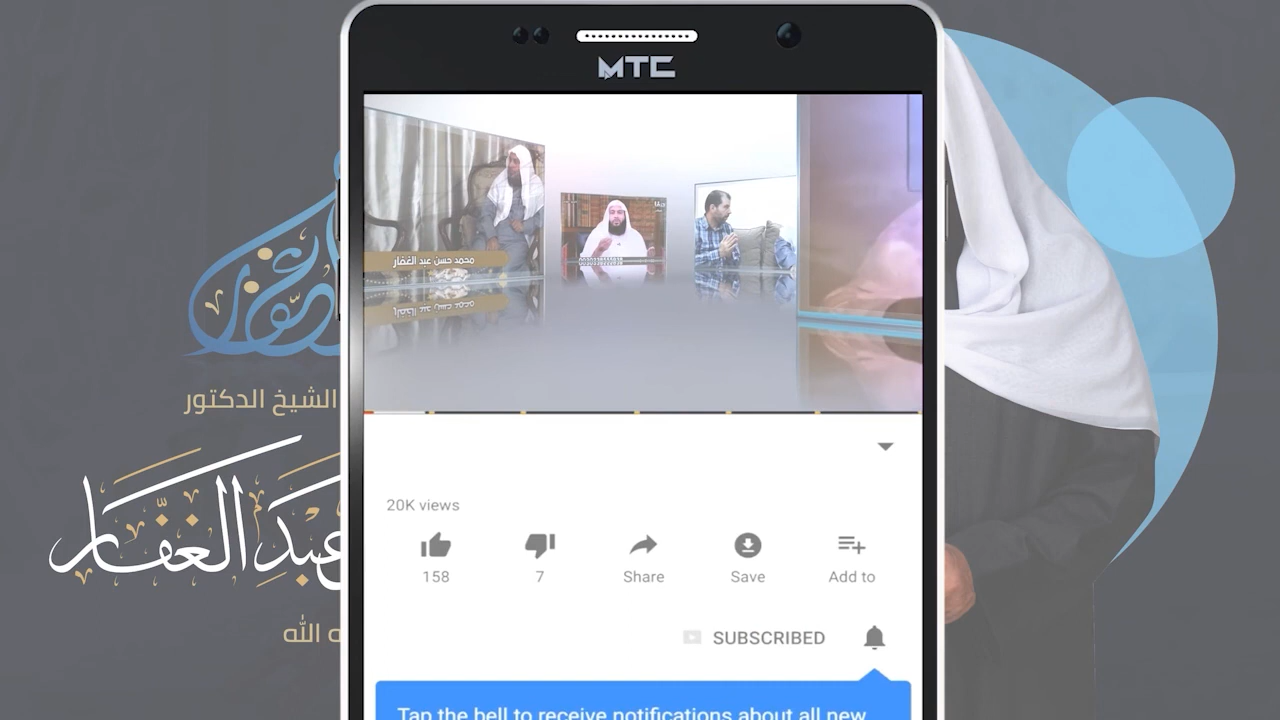 MTC
محمد حسن عبد الغفار
20K views
158
7
Share
Save
Add to
SUBSCRIBED
Tap the bell to receive notifications about all new
الشيخ الدكتور
عبد الغفار
الله